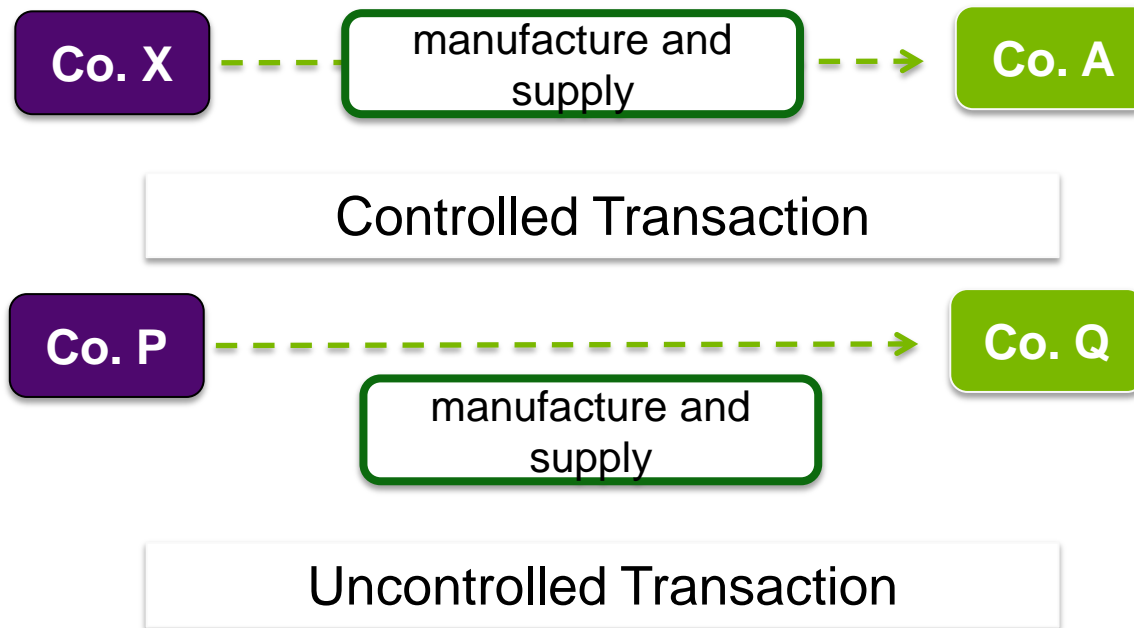 Co. X
manufacture and
supply
Co. A
Controlled Transaction
Co. P
Co. Q
manufacture and
supply
Uncontrolled Transaction